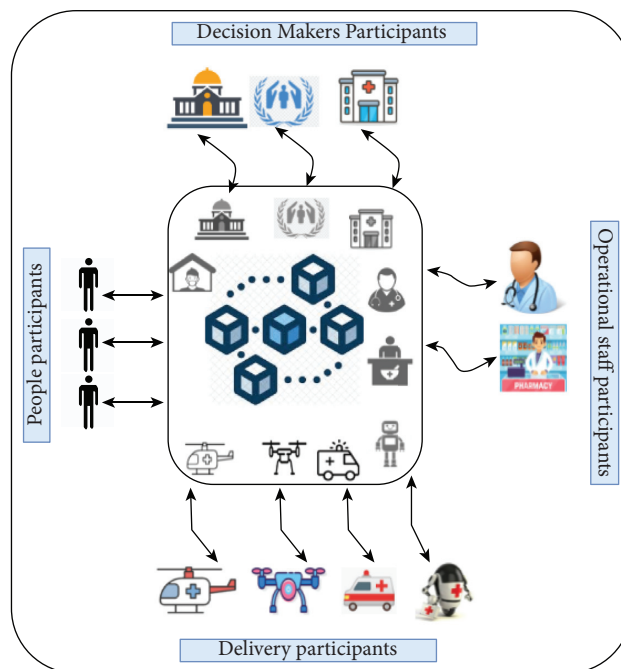 Decision Makers Participants
People participants
Operational staff participants
PHARMACY
Delivery participants